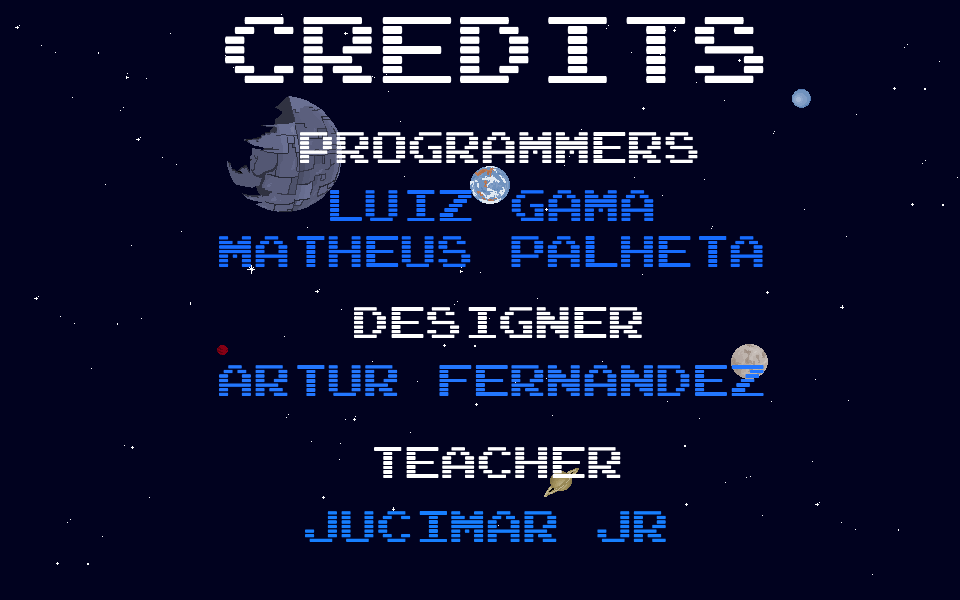 CREDITS
PROGRAMMERS
LUIZ GAMA
MATHEUS PALHETA
DESIGNER
ARTUR FERNANDEZ
TEACHER
JUCIMAR JR